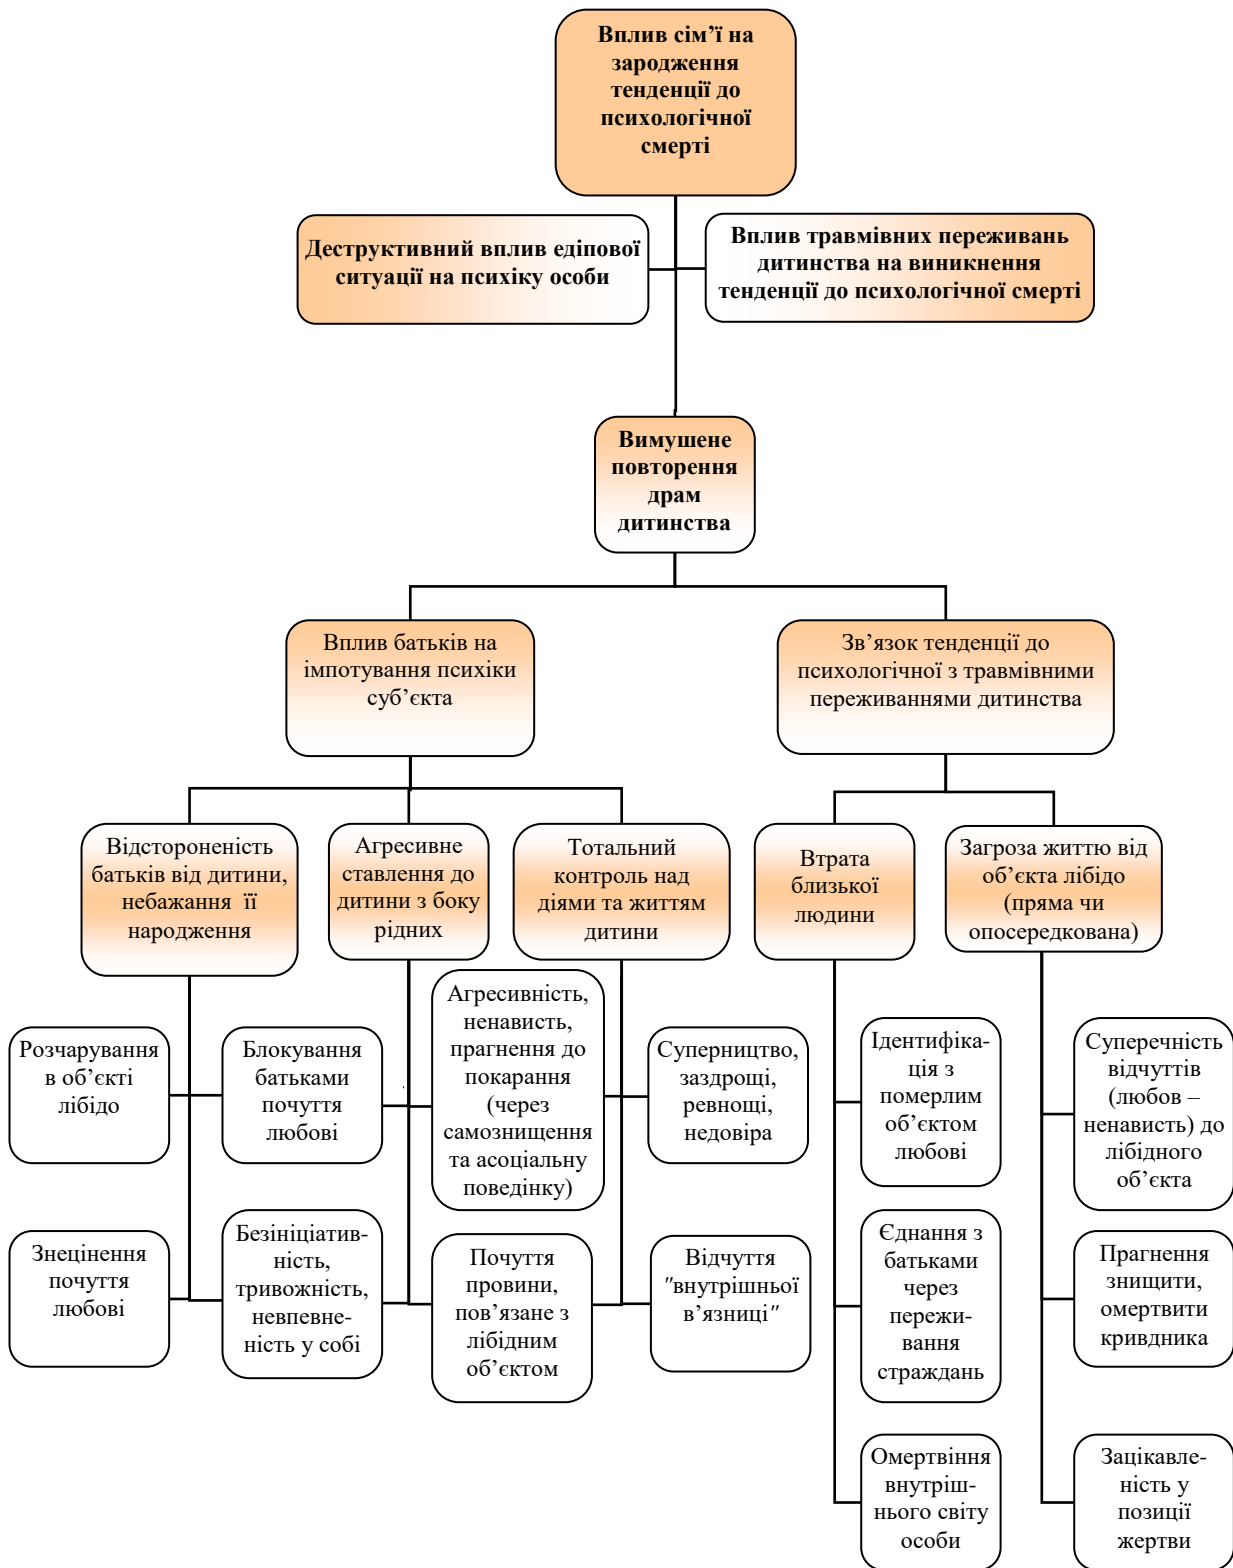 Вплив сім’ї на
зародження
тенденції до
психологічної
смерті
Деструктивний вплив едіпової
ситуації на психіку особи
Вплив травмівних переживань
дитинства на виникнення
тенденції до психологічної смерті
Вимушене
повторення
драм
дитинства
Вплив батьків на
імпотування психіки
суб’єкта
Зв’язок тенденції до
психологічної з травмівними
переживаннями дитинства
Відстороненість
батьків від дитини,
небажання її
народження
Агресивне
ставлення до
дитини з боку
рідних
Тотальний
контроль над
діями та життям
дитини
Втрата
близької
людини
Загроза життю від
об’єкта лібідо
(пряма чи
опосередкована)
Розчарування
в об’єкті
лібідо
Блокування
батьками
почуття
любові
Агресивність,
ненависть,
прагнення до
покарання
(через
самознищення
та асоціальну
поведінку)
Суперництво,
заздрощі,
ревнощі,
недовіра
Ідентифіка-
ція з
померлим
об’єктом
любові
Суперечність
відчуттів
(любов –
ненависть) до
лібідного
об’єкта
Знецінення
почуття
любові
Безініціатив-
ність,
тривожність,
невпевне-
ність у собі
Почуття
провини,
пов’язане з
лібідним
об’єктом
Відчуття
"внутрішньої
в’язниці"
Єднання з
батьками
через
пережи-
вання
страждань
Прагнення
знищити,
омертвити
кривдника
Омертвіння
внутріш-
нього світу
особи
Зацікавле-
ність у
позиції
жертви